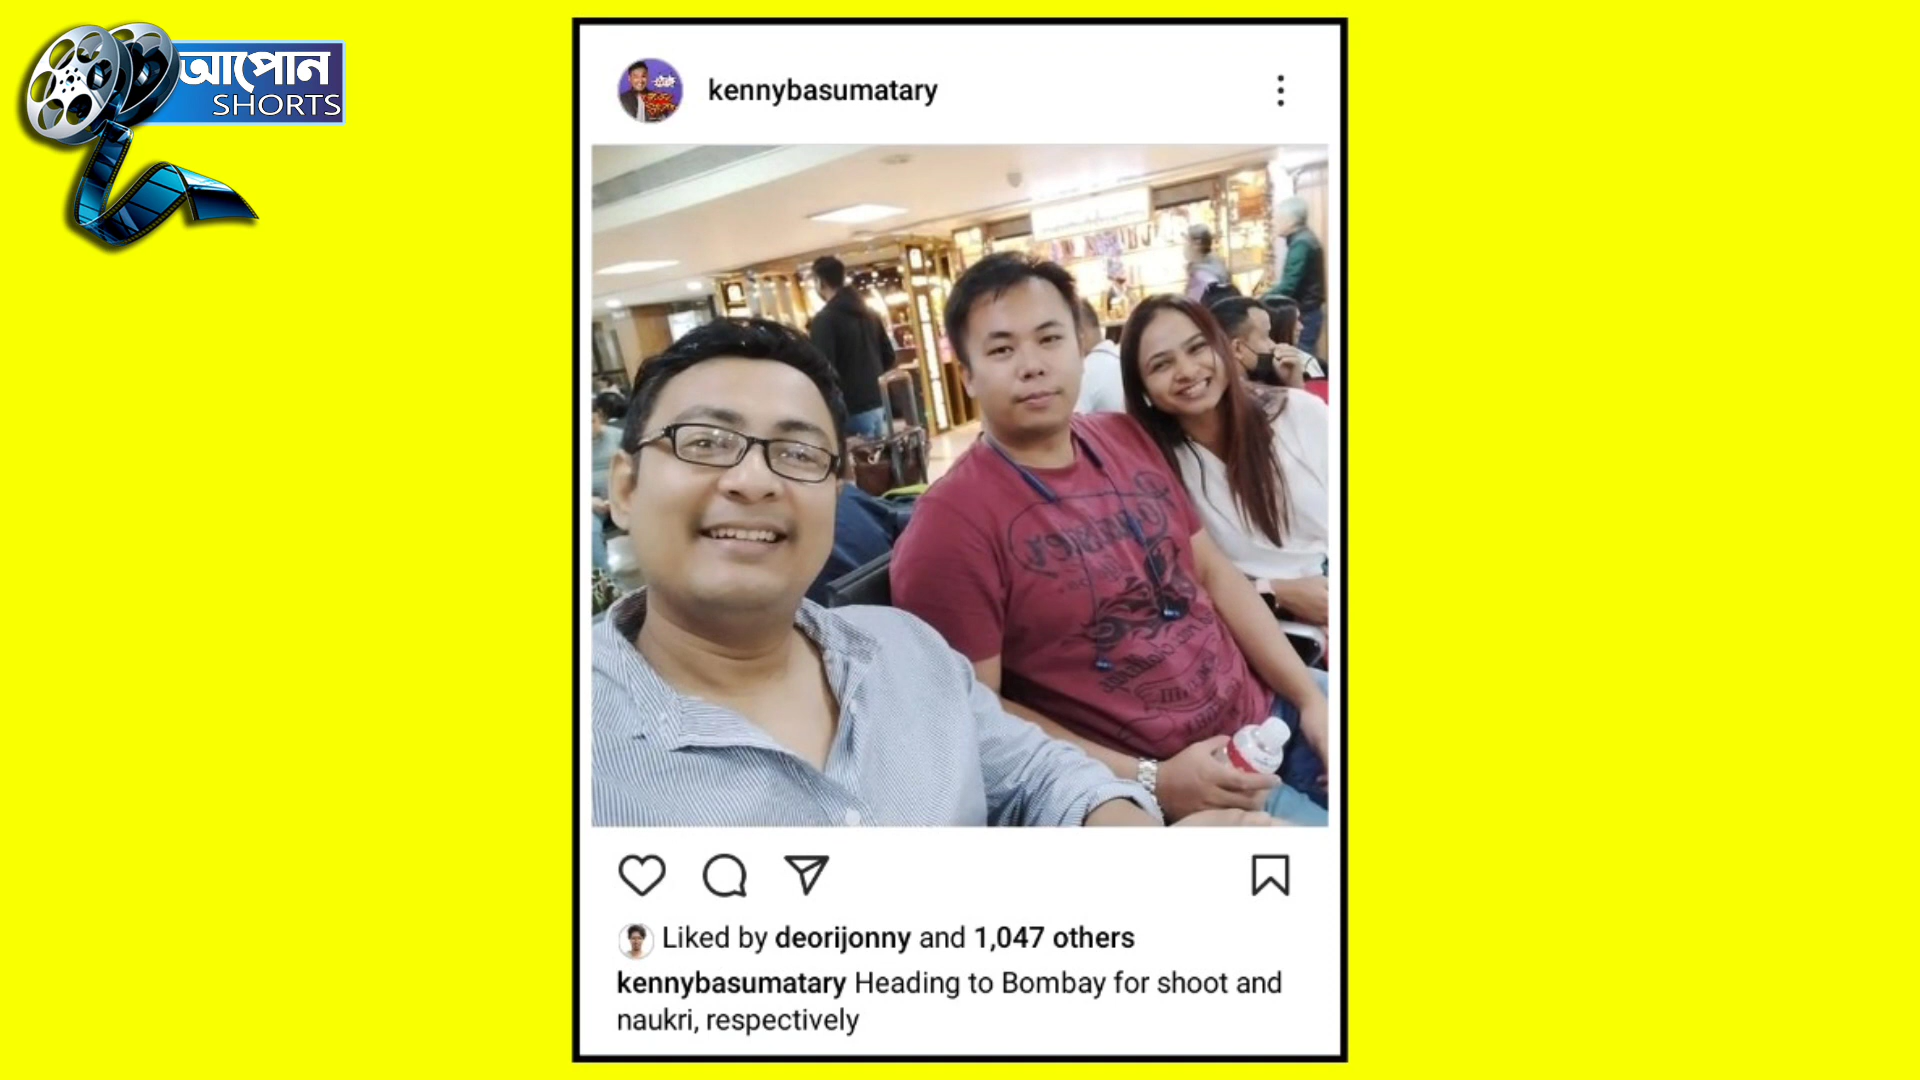 আপোন
SHORTS
kennybasumatary
Liked by deorijonny and 1,047 others
kennybasumatary Heading to Bombay for shoot and
naukri, respectively